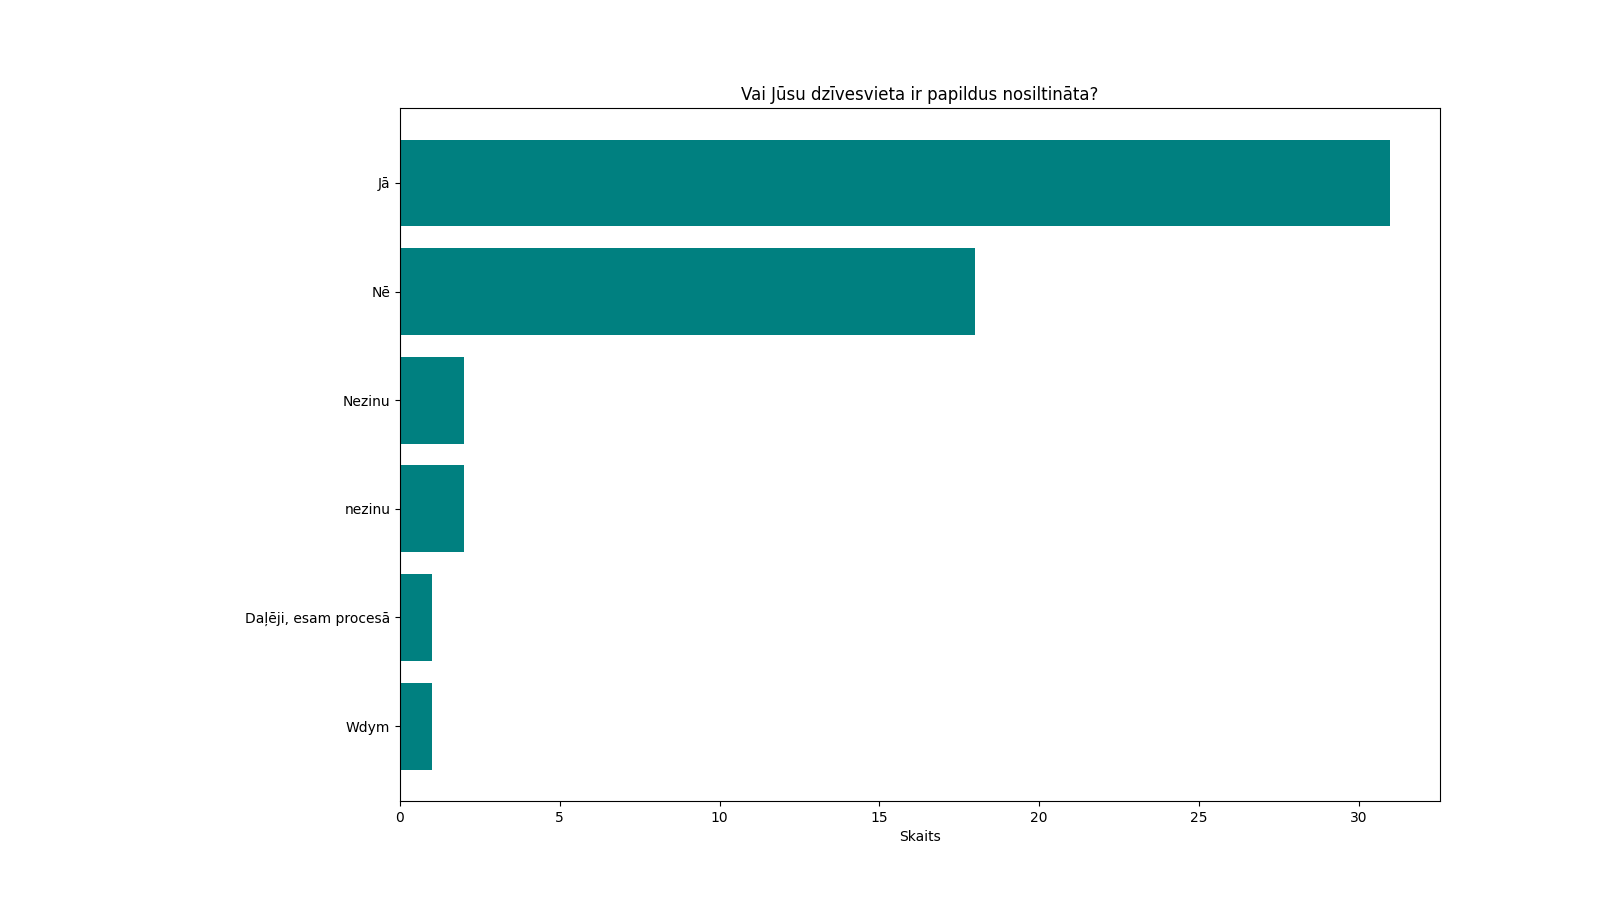 Vai Jūsu dzīvesvieta ir papildus nosiltināta?
Jā
Nē
Nezinu
nezinu
Daļēji, esam procesā
Wdym
0 5 10 15 20 25 30
Skaits